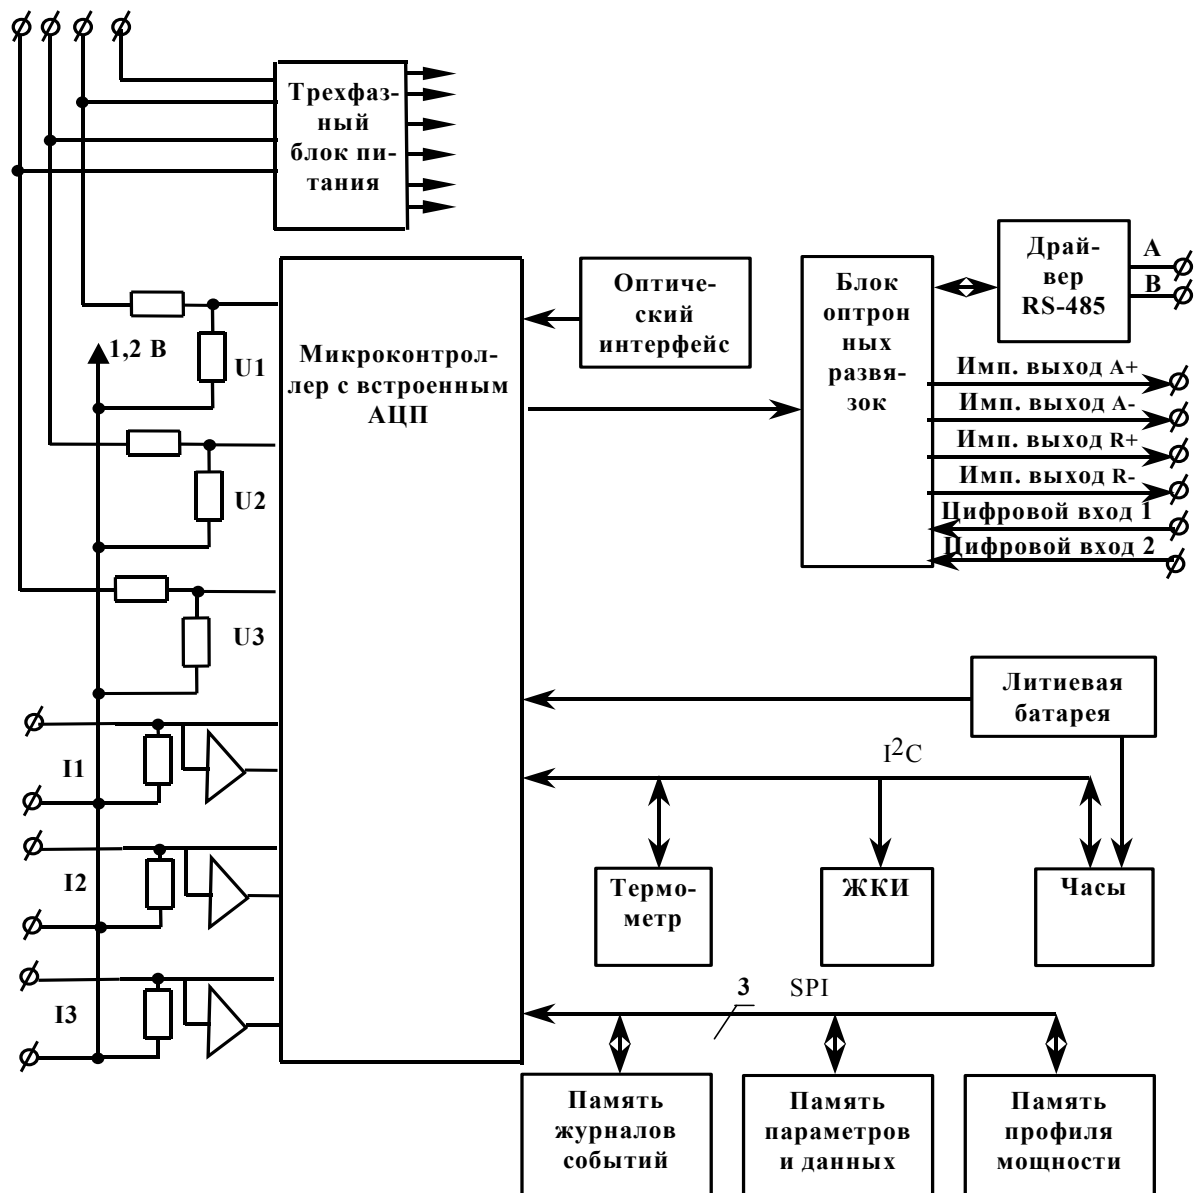 Трехфаз-
ный
блок пи-
тания
Драй-
вер
RS-485
A
B
Оптиче-
ский
интерфейс
Блок
оптрон
ных
развя-
зок
1,2 В
U1
Микроконтрол-
лер с встроенным
АЦП
Имп. выход А+
Имп. выход А-
Имп. выход R+
Имп. выход R-
Цифровой вход 1
Цифровой вход 2
U2
U3
Литиевая
батарея
I1
I²C
I2
Термо-
метр
ЖКИ
Часы
I3
3 SPI
Память
журналов
событий
Память
параметров
и данных
Память
профиля
мощности